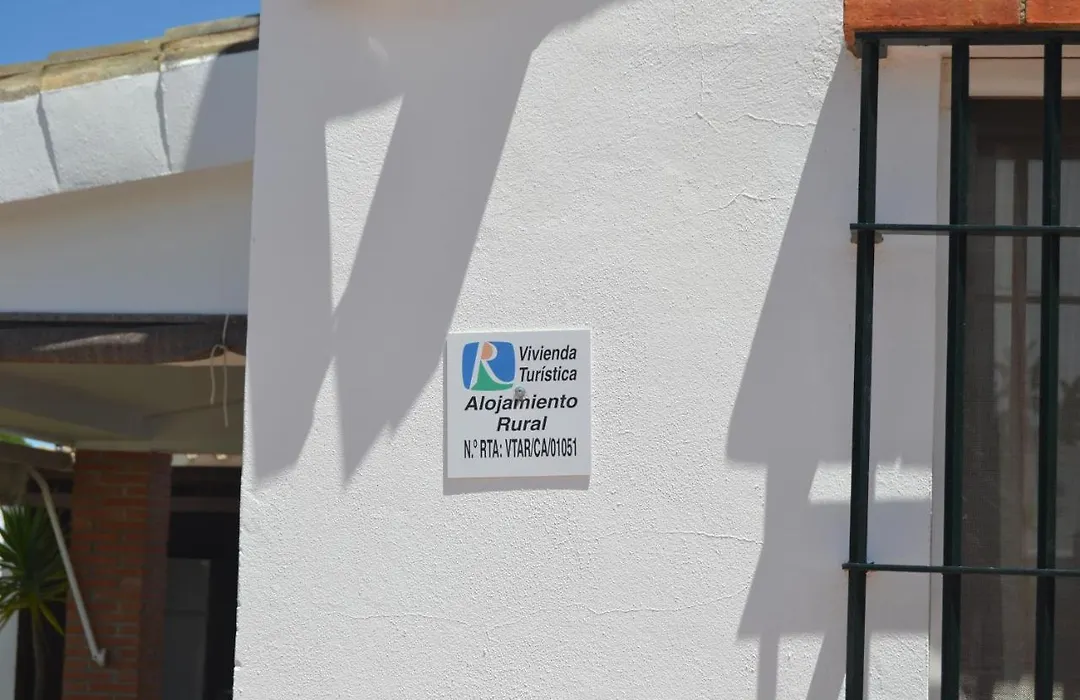 R
Vivienda
Turística
Alojamiento
Rural
N.º RTA: VTAR/CA/01051